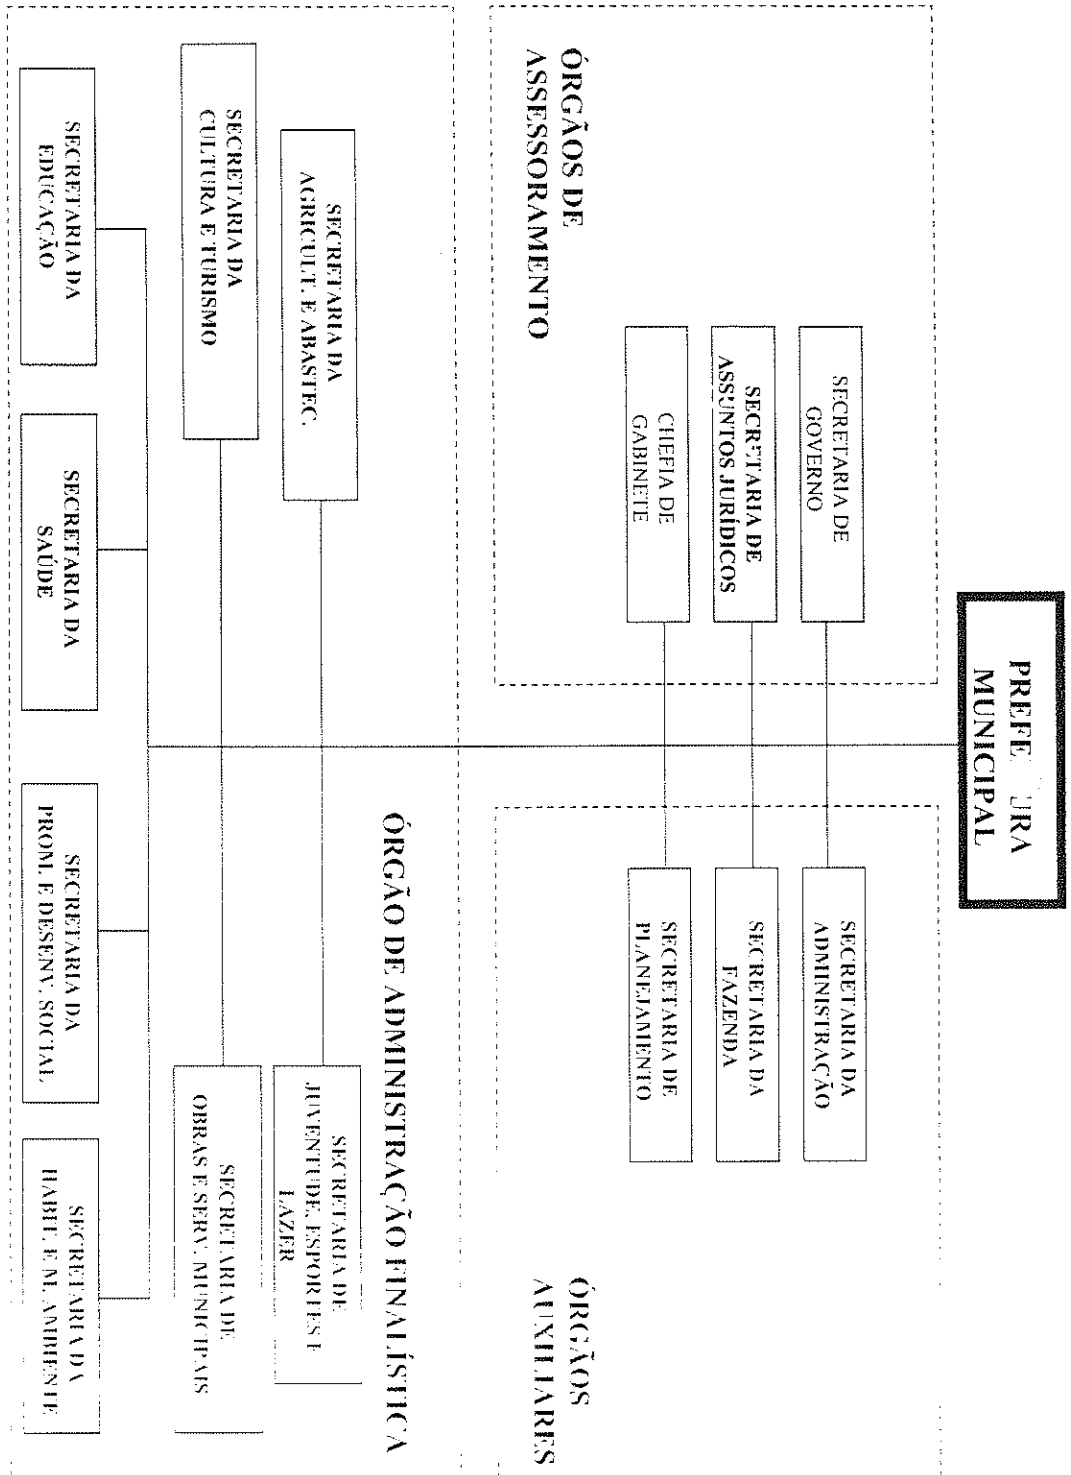 PREFE URA
MUNICIPAL
ÓRGÃOS DE
ASSESSORAMENTO
SECRETARIA DE
GOVERNO
SECRETARIA DE
ASSUNTOS JURÍDICOS
CHEFIA DE
GABINETE
SECRETARIA DA
ADMINISTRAÇÃO
SECRETARIA DA
FAZENDA
SECRETARIA DE
PLANEJAMENTO
ÓRGÃOS
AUXILIARES
ÓRGÃO DE ADMINISTRAÇÃO FINALÍSTICA
SECRETARIA DA
AGRICULT. E ABASTEC.
SECRETARIA DE
JUVENTUDE, ESPORTES E
LAZER
SECRETARIA DA
CULTURA E TURISMO
SECRETARIA DE
OBRAS E SERV. MUNICIPAIS
SECRETARIA DA
EDUCAÇÃO
SECRETARIA DA
SAÚDE
SECRETARIA DA
PROM. E DESENV. SOCIAL
SECRETARIA DA
HABIT. E M. AMBIENTE